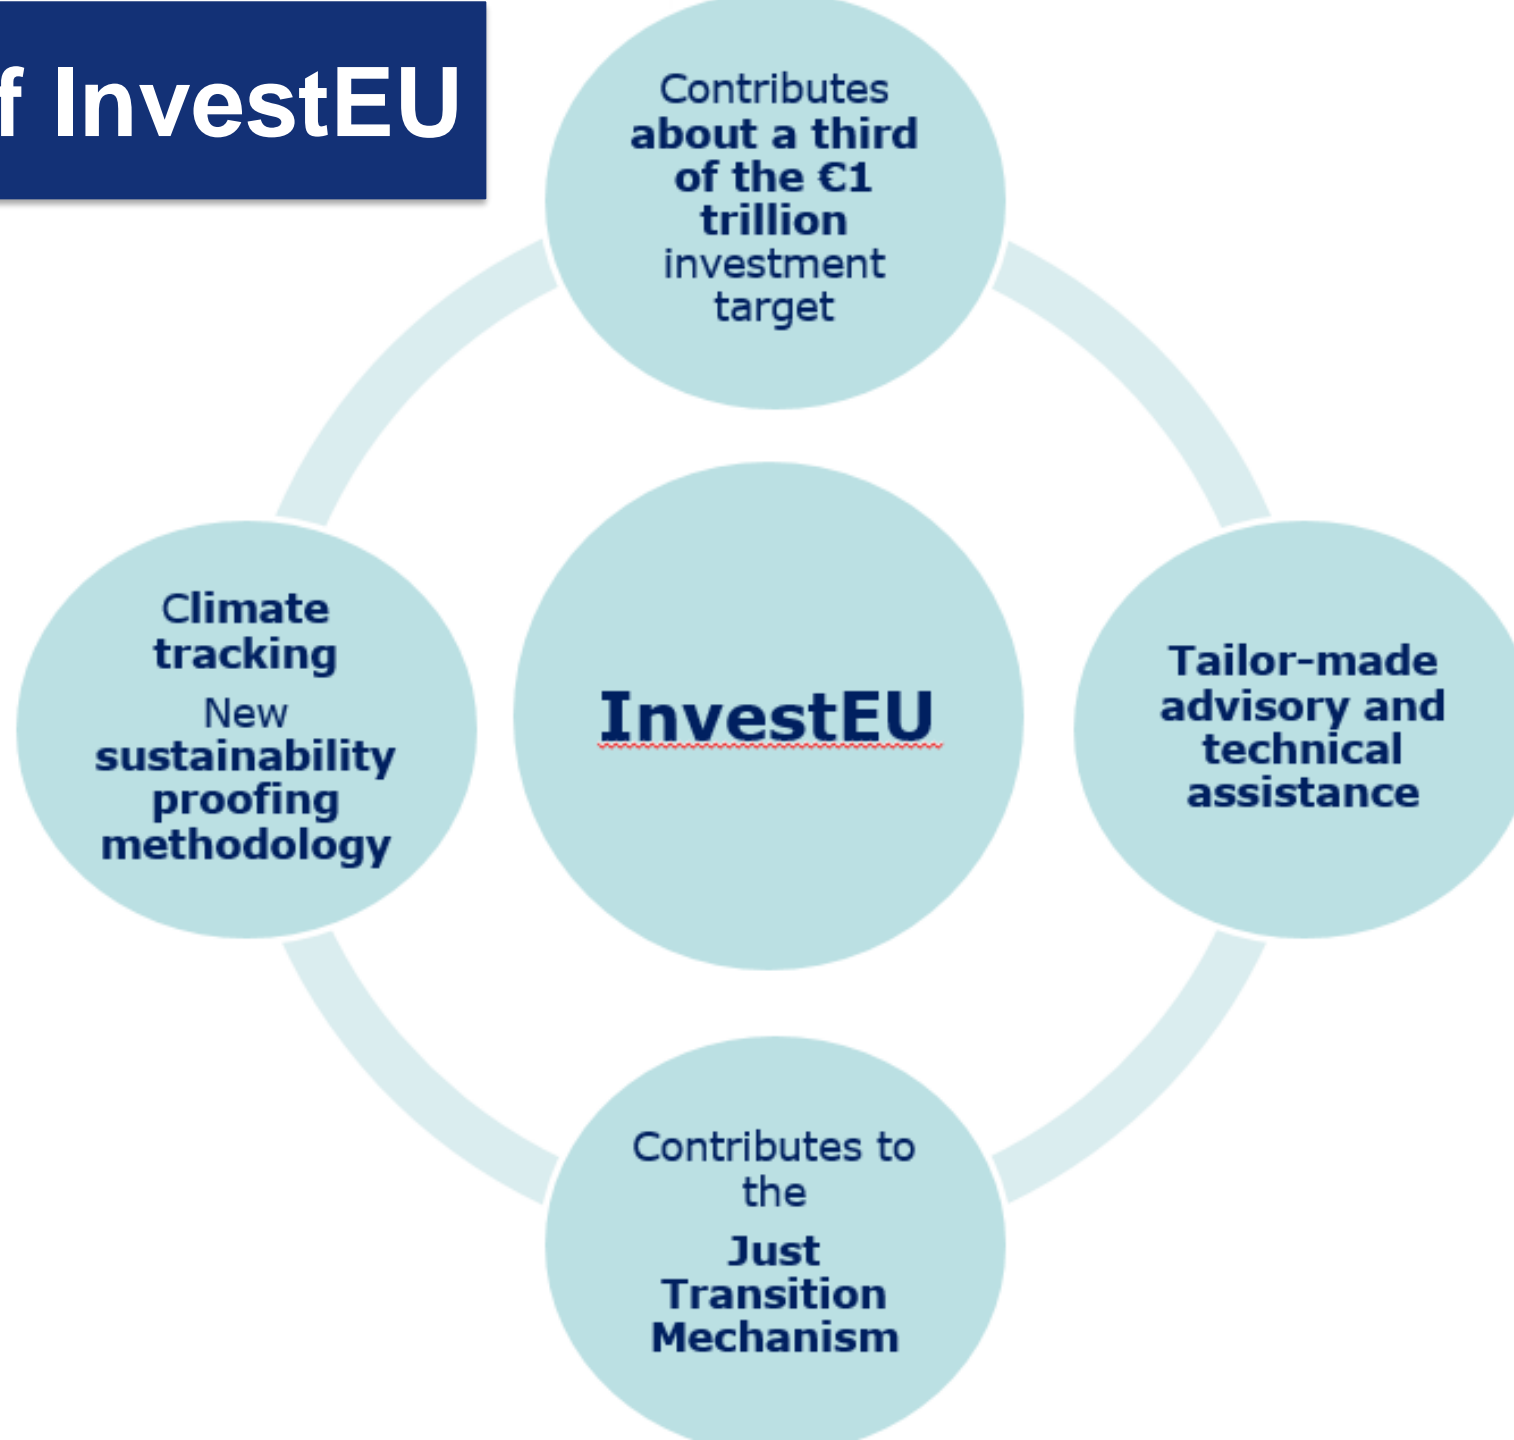 f InvestEU
Contributes
about a third
of the €1
trillion
investment
target
Climate
tracking
New
sustainability
proofing
methodology
InvestEU
Tailor-made
advisory and
technical
assistance
Contributes to
the
Just
Transition
Mechanism